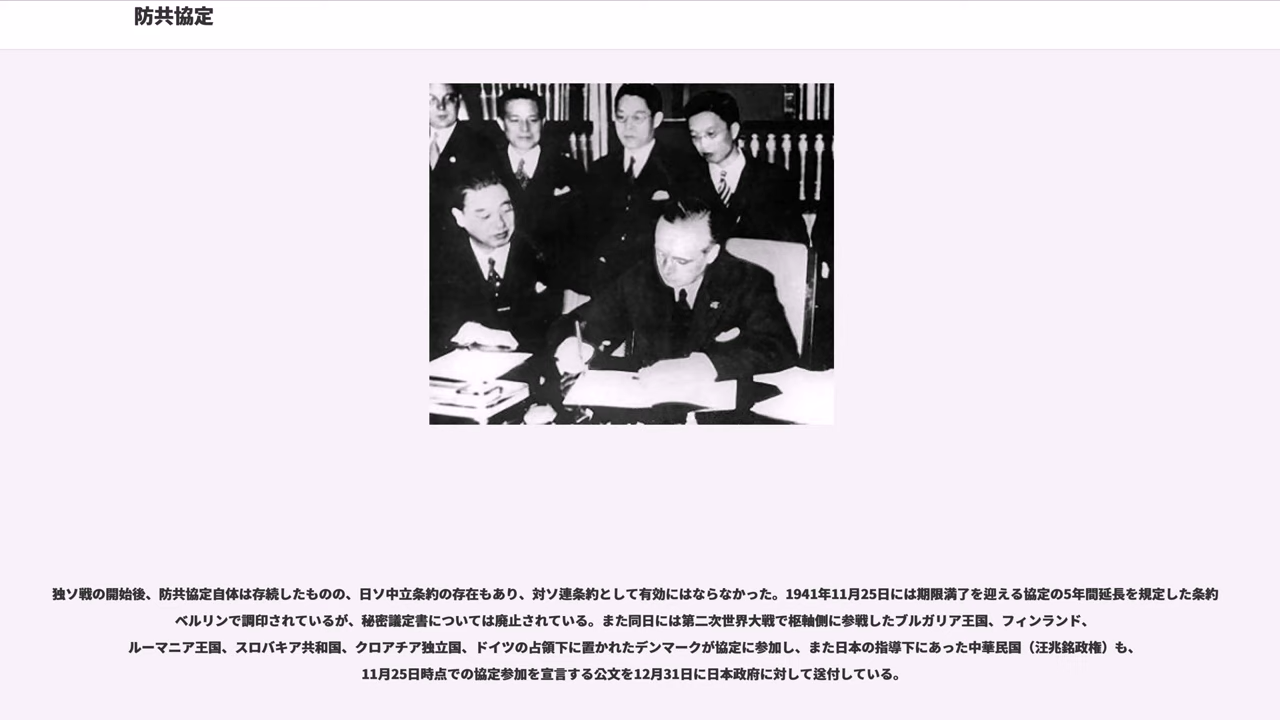 防共協定
独ソ戦の開始後、防共協定自体は存続したものの、日ソ中立条約の存在もあり、対ソ連条約として有効にはならなかった。1941年11月25日には期限満了を迎える協定の5年間延長を規定した条約
ベルリンで調印されているが、秘密議定書については廃止されている。また同日には第二次世界大戦で枢軸側に参戦したブルガリア王国、フィンランド、
ルーマニア王国、スロバキア共和国、クロアチア独立国、ドイツの占領下に置かれたデンマークが協定に参加し、また日本の指導下にあった中華民国（汪兆銘政権）も、
11月25日時点での協定参加を宣言する公文を12月31日に日本政府に対して送付している。